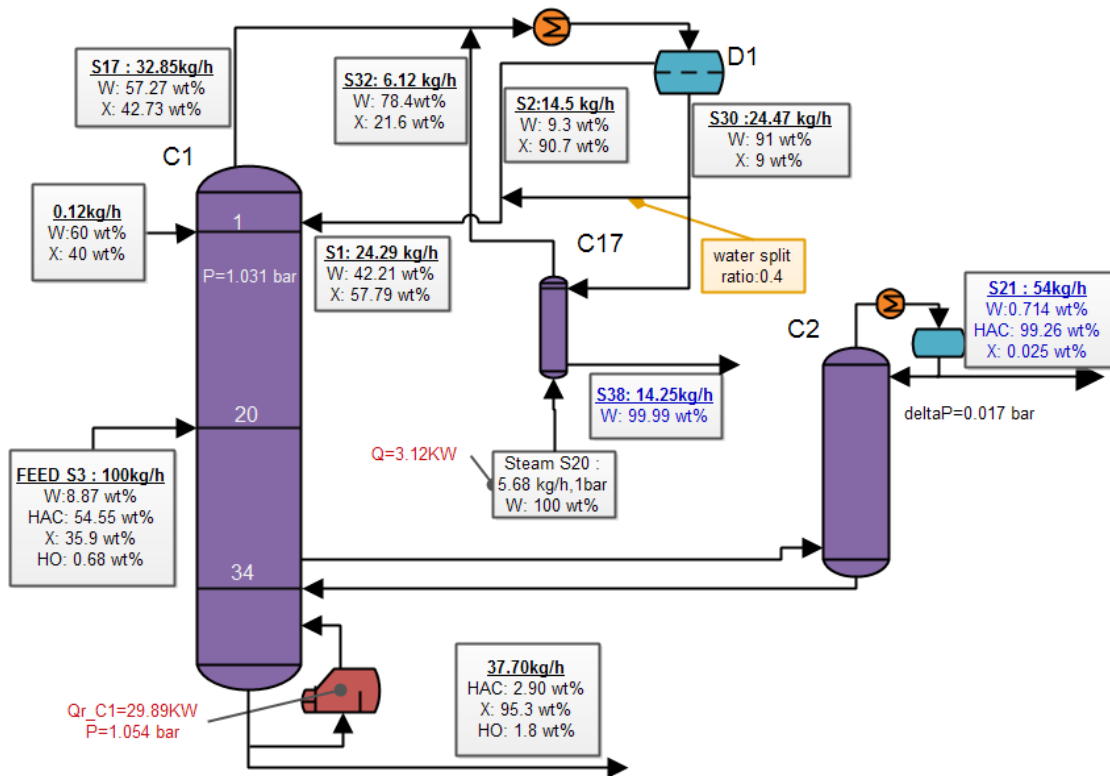 S17 : 32.85kg/h
W: 57.27 wt%
X: 42.73 wt%
S32: 6.12 kg/h
W: 78.4wt%
X: 21.6 wt%
S2:14.5 kg/h
W: 9.3 wt%
X: 90.7 wt%
D1
S30 :24.47 kg/h
W: 91 wt%
X: 9 wt%
C1
0.12kg/h
W:60 wt%
X: 40 wt%
1
P=1.031 bar
S1: 24.29 kg/h
W: 42.21 wt%
X: 57.79 wt%
C17
water split
ratio:0.4
C2
S21 : 54kg/h
W:0.714 wt%
HAC: 99.26 wt%
X: 0.025 wt%
deltaP=0.017 bar
S38: 14.25kg/h
W: 99.99 wt%
20
Q=3.12KW
Steam S20 :
5.68 kg/h,1bar
W: 100 wt%
FEED S3 : 100kg/h
W:8.87 wt%
HAC: 54.55 wt%
X: 35.9 wt%
HO: 0.68 wt%
34
Qr_C1=29.89KW
P=1.054 bar
37.70kg/h
HAC: 2.90 wt%
X: 95.3 wt%
HO: 1.8 wt%